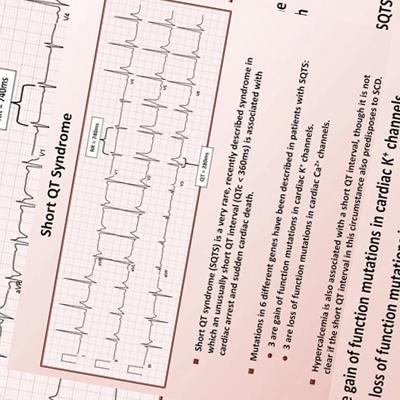 V4
= 740ms
V1
aVR
Short QT Syndrome
RR = 740ms
V4
V1
aVR
QT = 280ms
Short QT syndrome (SQTS) is a very rare, recently described syndrome in
which an unusually short QT interval (QTc < 360ms) is associated with
cardiac arrest and sudden cardiac death.
Mutations in 6 different genes have been described in patients with SQTS:
3 are gain of function mutations in cardiac K⁺ channels.
3 are loss of function mutations in cardiac Ca²⁺ channels.
Hypercalcemia is also associated with a short QT interval, though it is not
clear if the short QT interval in this circumstance also predisposes to SCD.
SQTS
gain of function mutations in cardiac K⁺ channels
loss of function mutations